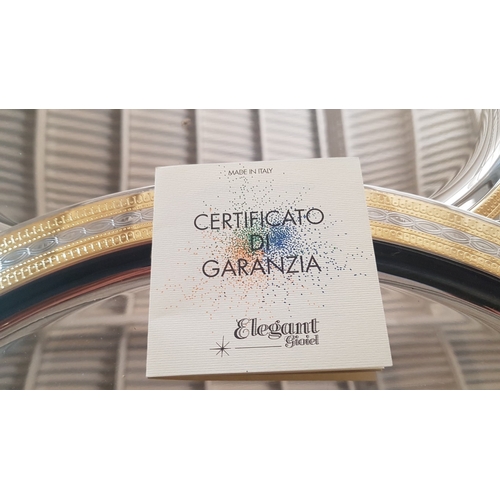 MADE IN ITALY
CERTIFICATO
DI
GARANZIA
Elegant
Gioiel